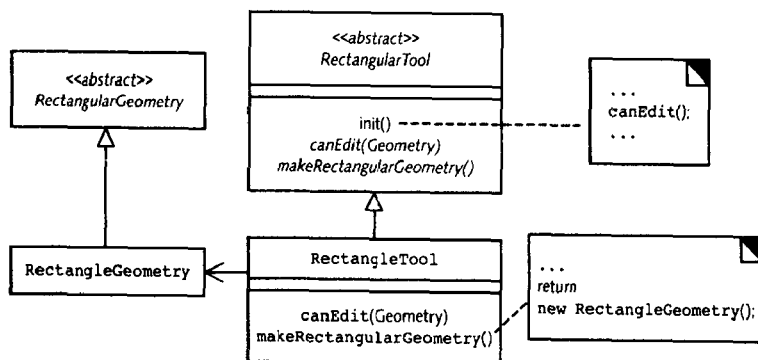 <<abstract>>
RectangularGeometry
<<abstract>>
RectangularTool
init()
canEdit(Geometry)
makeRectangularGeometry()
...
canEdit();
...
RectangleGeometry
RectangleTool
canEdit(Geometry)
makeRectangularGeometry()
...
return
new RectangleGeometry();